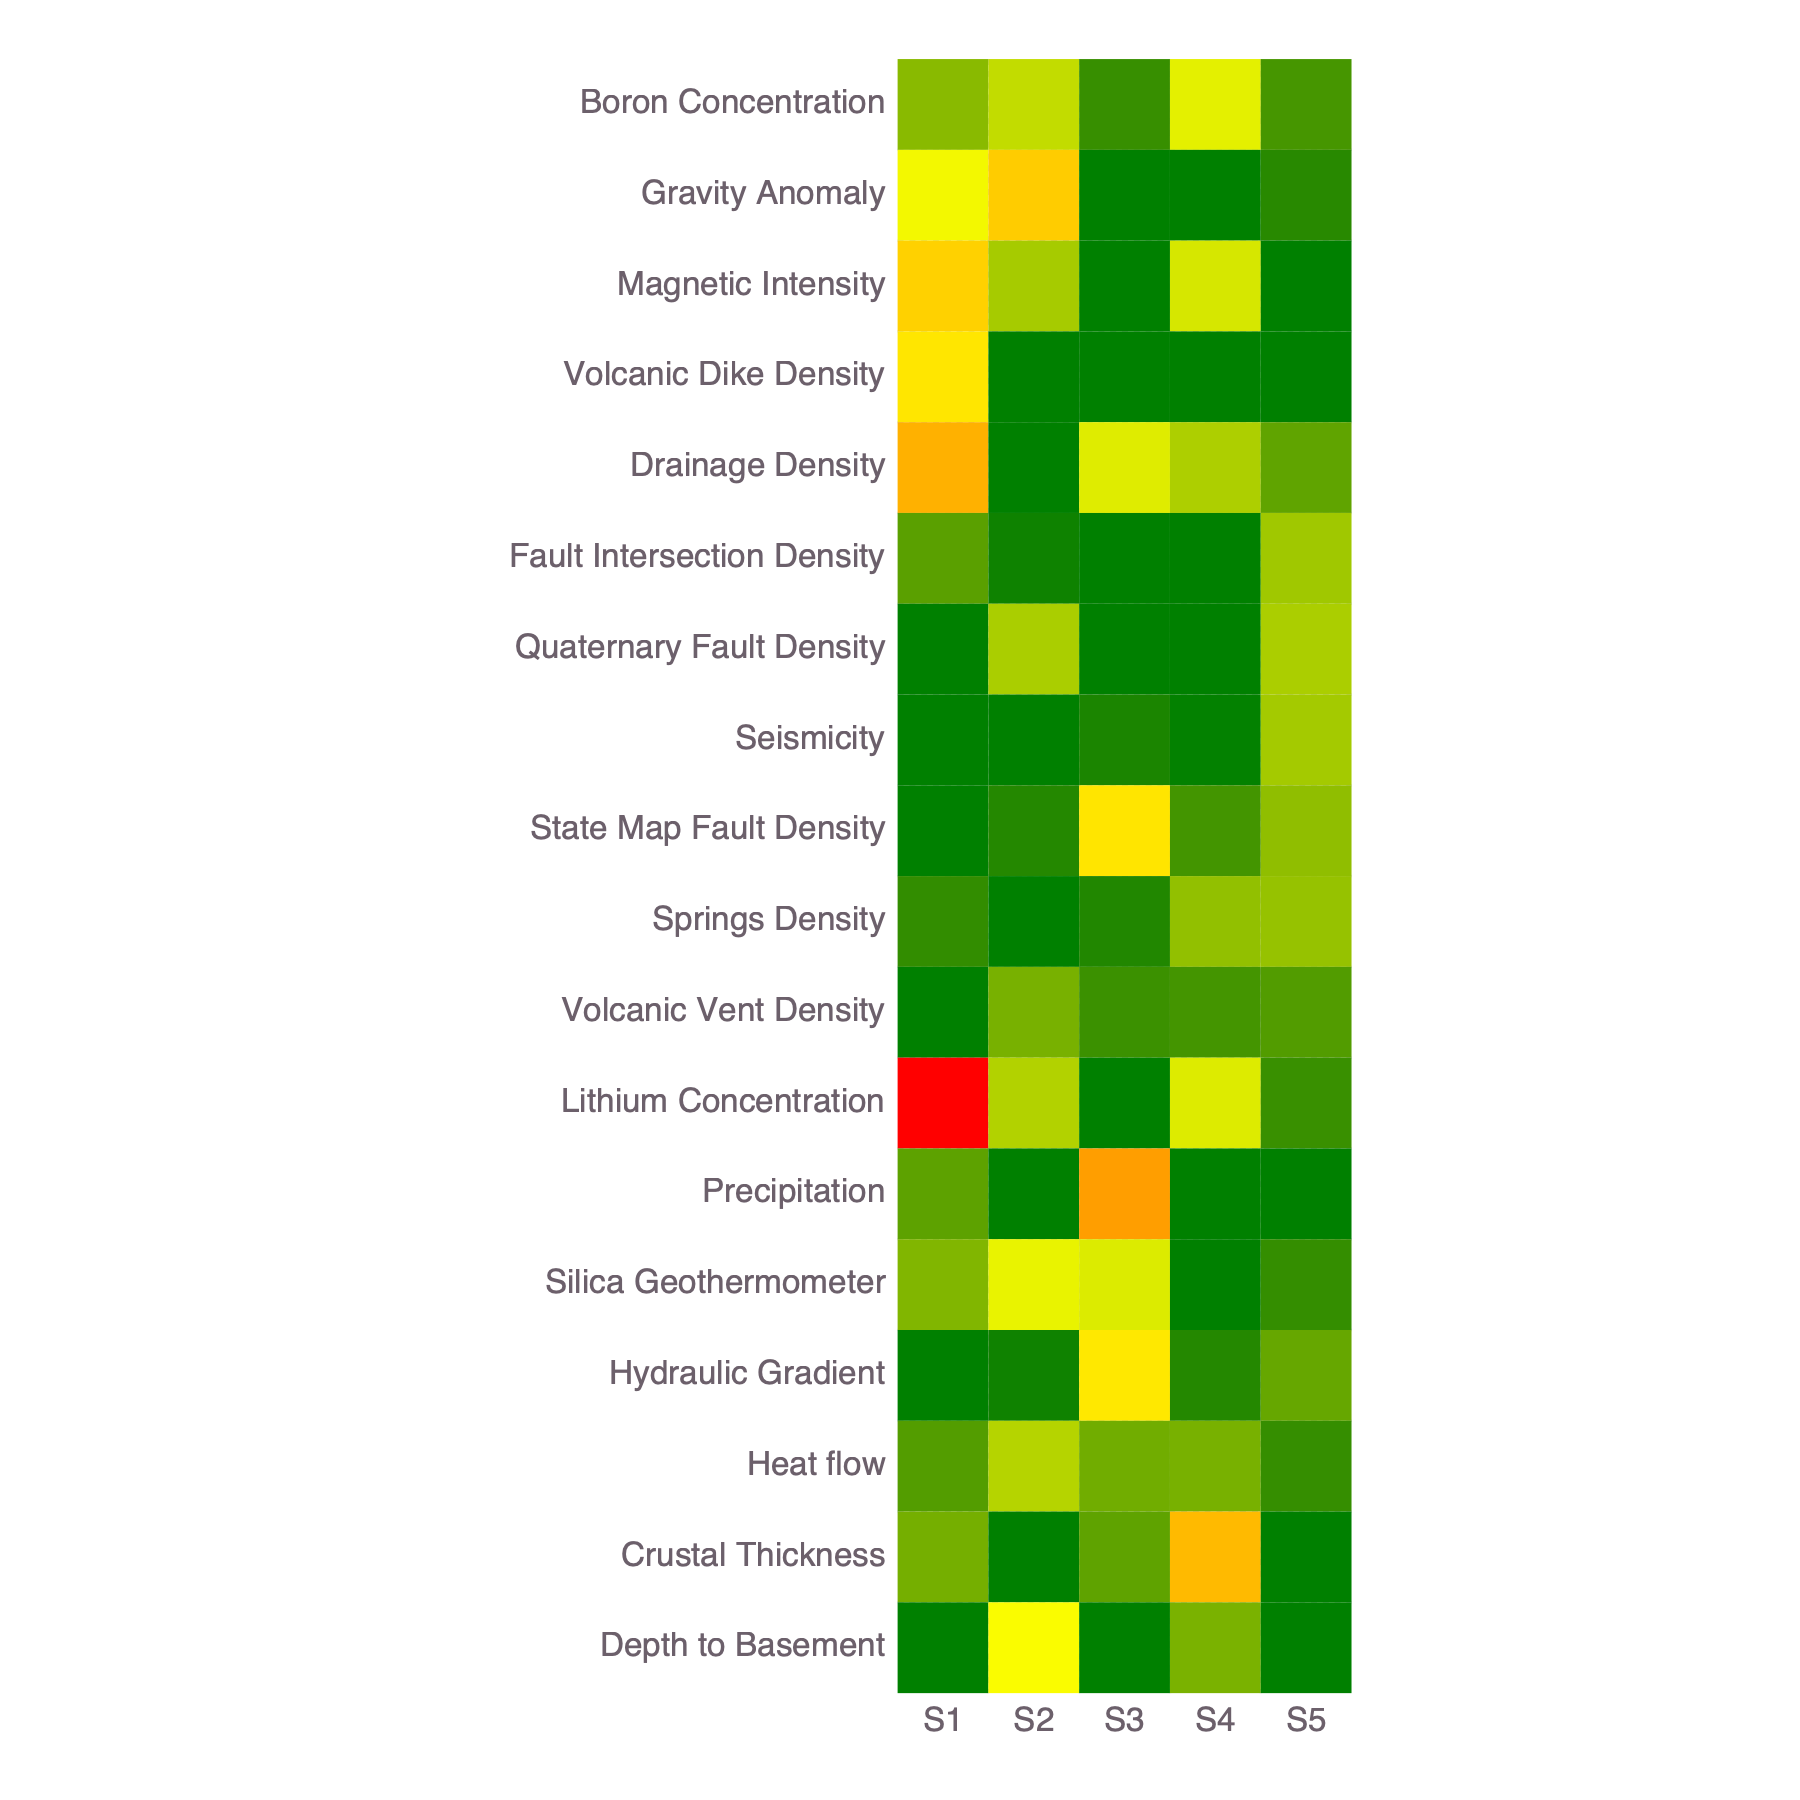 Boron Concentration
Gravity Anomaly
Magnetic Intensity
Volcanic Dike Density
Drainage Density
Fault Intersection Density
Quaternary Fault Density
Seismicity
State Map Fault Density
Springs Density
Volcanic Vent Density
Lithium Concentration
Precipitation
Silica Geothermometer
Hydraulic Gradient
Heat flow
Crustal Thickness
Depth to Basement
S1 S2 S3 S4 S5